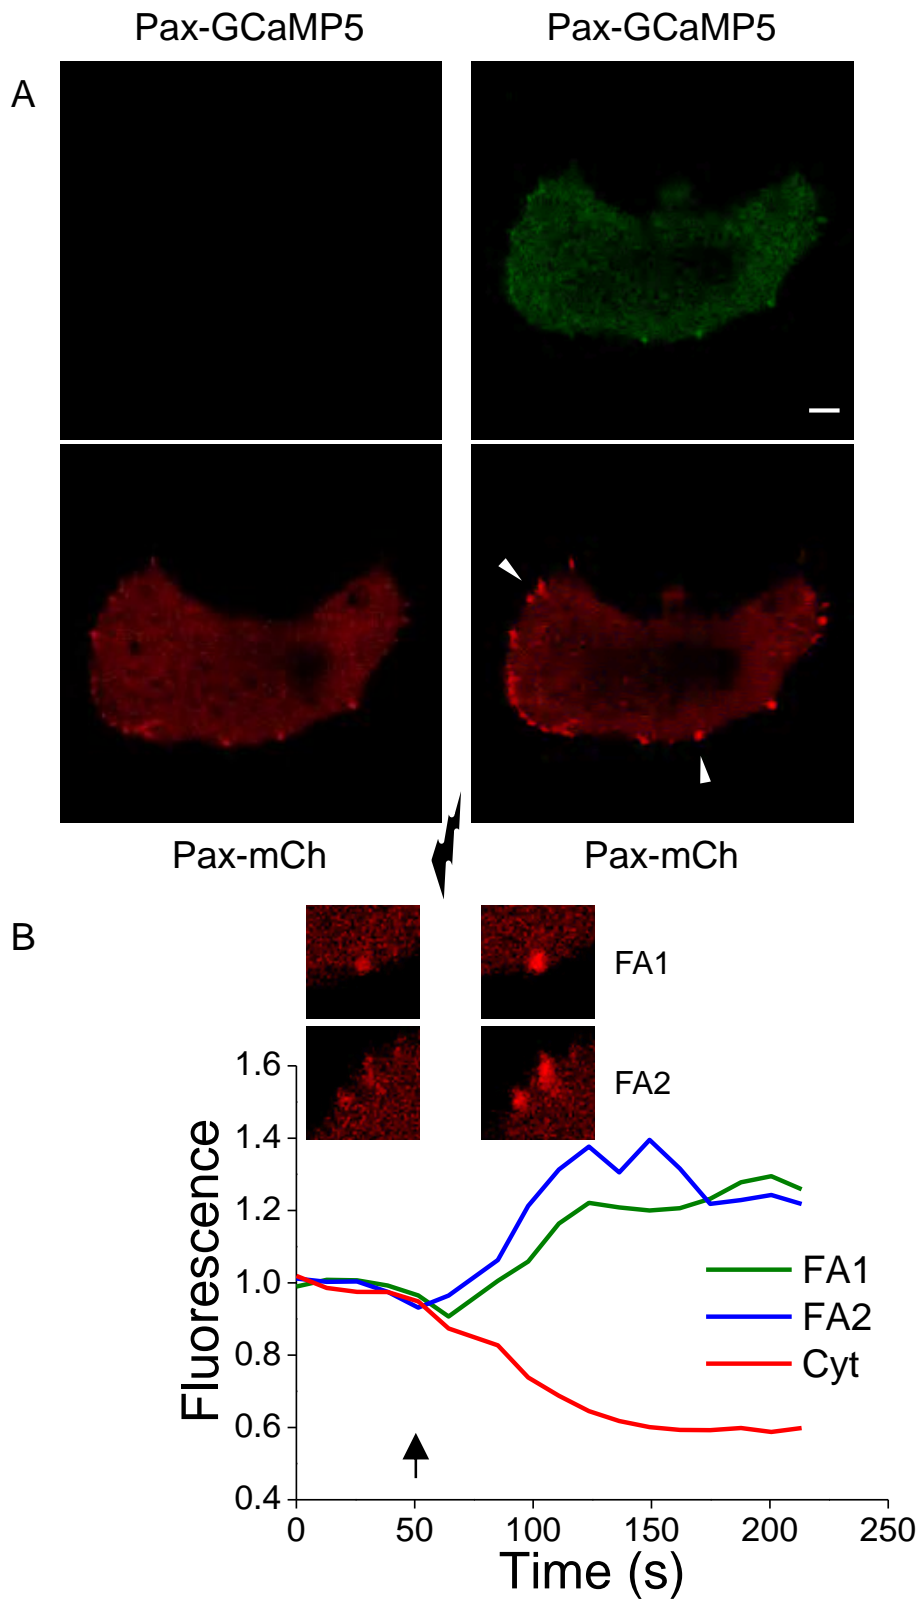 Pax-GCaMP5 Pax-GCaMP5
A
Pax-mCh Pax-mCh
B
FA1
FA2
1.6
1.4
1.2
1.0
0.8
0.6
0.4
Fluorescence
FA1
FA2
Cyt
0 50 100 150 200 250
Time (s)